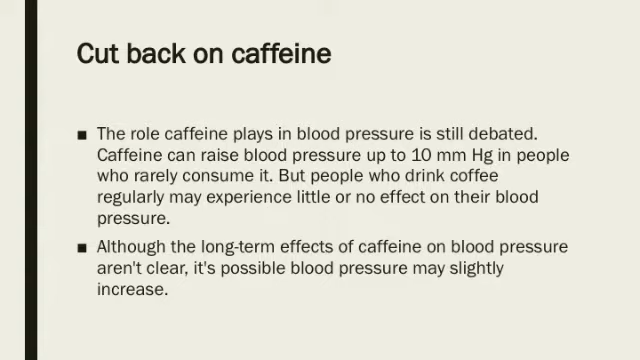 Cut back on caffeine
■ The role caffeine plays in blood pressure is still debated.
Caffeine can raise blood pressure up to 10 mm Hg in people
who rarely consume it. But people who drink coffee
regularly may experience little or no effect on their blood
pressure.
■ Although the long-term effects of caffeine on blood pressure
aren't clear, it's possible blood pressure may slightly
increase.